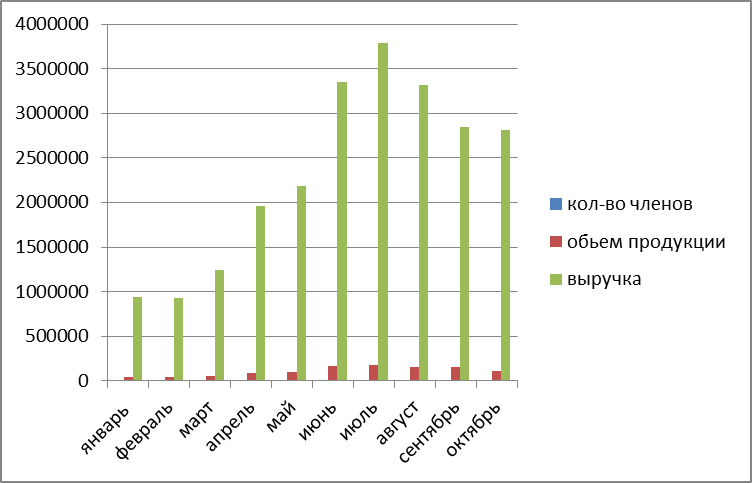 4000000
3500000
3000000
2500000
2000000
1500000
1000000
500000
0
январь
февраль
март
апрель
май
июнь
июль
август
сентябрь
октябрь
кол-во членов
обьем продукции
выручка